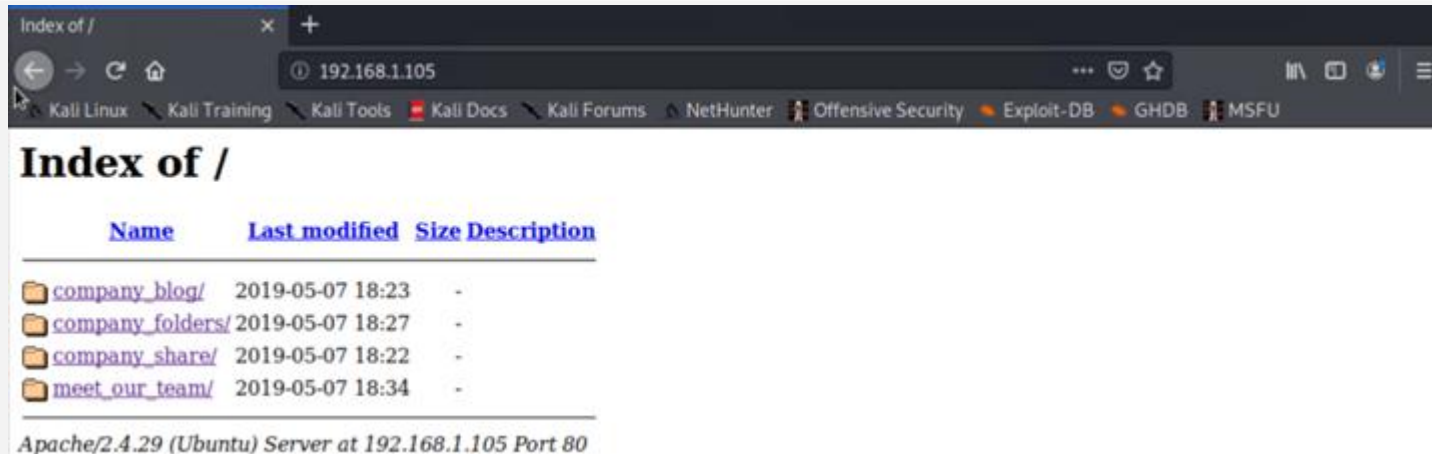 Index of /
192.168.1.105
Kali Linux Kali Training Kali Tools Kali Docs Kali Forums NetHunter Offensive Security Exploit-DB GHDB MSFU
Index of /
Name Last modified Size Description
company_blog/ 2019-05-07 18:23 -
company_folders/ 2019-05-07 18:27 -
company_share/ 2019-05-07 18:22 -
meet_our_team/ 2019-05-07 18:34 -
Apache/2.4.29 (Ubuntu) Server at 192.168.1.105 Port 80